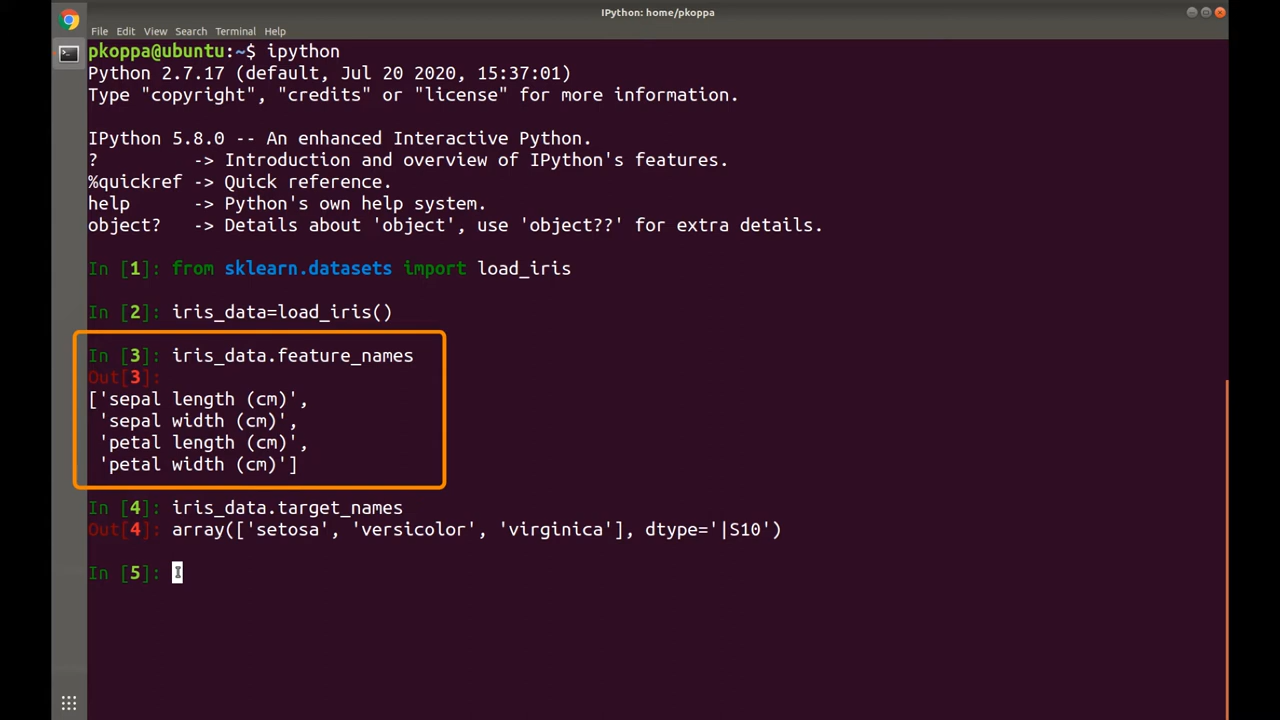 IPython: home/pkoppa
File Edit View Search Terminal Help
pkoppa@ubuntu:~$ ipython
Python 2.7.17 (default, Jul 20 2020, 15:37:01)
Type "copyright", "credits" or "license" for more information.
IPython 5.8.0 -- An enhanced Interactive Python.
?         -> Introduction and overview of IPython's features.
%quickref -> Quick reference.
help      -> Python's own help system.
object?   -> Details about 'object', use 'object??' for extra details.
In [1]: from sklearn.datasets import load_iris
In [2]: iris_data=load_iris()
In [3]: iris_data.feature_names
Out[3]:
['sepal length (cm)',
 'sepal width (cm)',
 'petal length (cm)',
 'petal width (cm)']
In [4]: iris_data.target_names
Out[4]: array(['setosa', 'versicolor', 'virginica'], dtype='|S10')
In [5]: